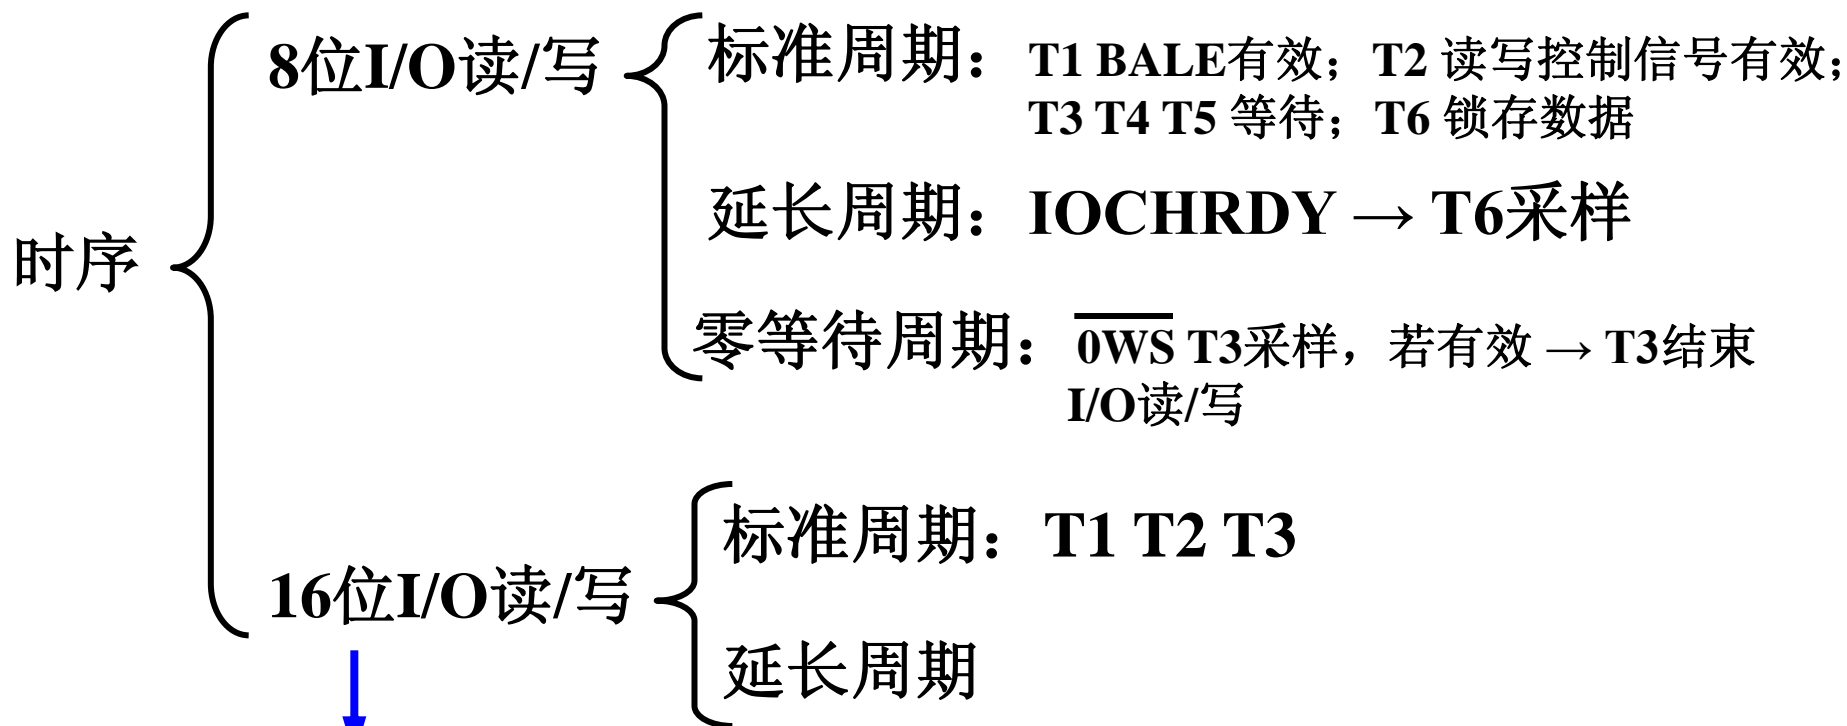 时序
8位I/O读/写
标准周期：T1 BALE有效；T2 读写控制信号有效；
T3 T4 T5 等待；T6 锁存数据
延长周期：IOCHRDY → T6采样
零等待周期：0WS T3采样，若有效 → T3结束
I/O读/写
16位I/O读/写
标准周期：T1 T2 T3
延长周期